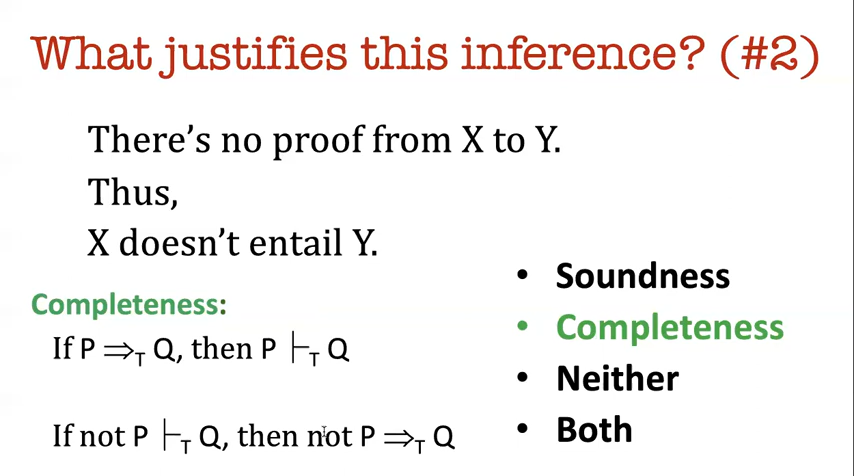 What justifies this inference? (#2)
There's no proof from X to Y.
Thus,
X doesn't entail Y.
Completeness:
If P ⇒T Q, then P ├T Q
If not P ├T Q, then not P ⇒T Q
• Soundness
• Completeness
• Neither
• Both